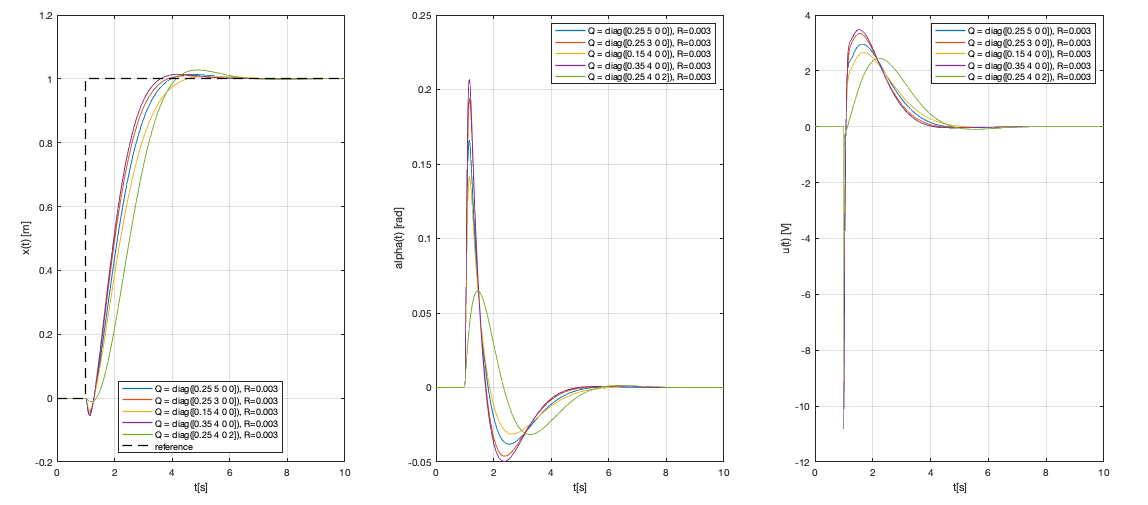 1.2
1
0.8
0.6
0.4
0.2
0
-0.2
x(t) [m]
Q = diag([0.25 5 0 0]), R=0.003
Q = diag([0.25 3 0 0]), R=0.003
Q = diag([0.15 4 0 0]), R=0.003
Q = diag([0.35 4 0 0]), R=0.003
Q = diag([0.25 4 0 2]), R=0.003
reference
0 2 4 6 8 10
t[s]
0.25
0.2
0.15
0.1
0.05
0
-0.05
alpha(t) [rad]
Q = diag([0.25 5 0 0]), R=0.003
Q = diag([0.25 3 0 0]), R=0.003
Q = diag([0.15 4 0 0]), R=0.003
Q = diag([0.35 4 0 0]), R=0.003
Q = diag([0.25 4 0 2]), R=0.003
0 2 4 6 8 10
t[s]
4
2
0
-2
-4
-6
-8
-10
-12
u(t) [V]
Q = diag([0.25 5 0 0]), R=0.003
Q = diag([0.25 3 0 0]), R=0.003
Q = diag([0.15 4 0 0]), R=0.003
Q = diag([0.35 4 0 0]), R=0.003
Q = diag([0.25 4 0 2]), R=0.003
0 2 4 6 8 10
t[s]